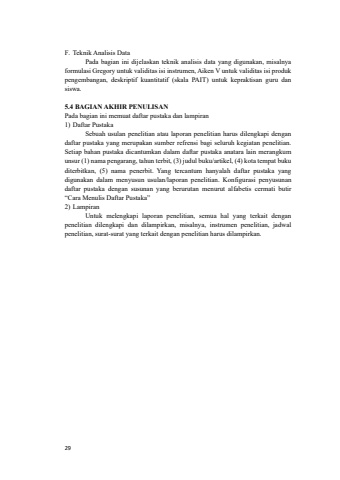 F. Teknik Analisis Data
Pada bagian ini dijelaskan teknik analisis data yang digunakan, misalnya
formulasi Gregory untuk validitas isi instrumen, Aiken V untuk validitas isi produk
pengembangan, deskriptif kuantitatif (skala PAIT) untuk kepraktisan guru dan
siswa.
5.4 BAGIAN AKHIR PENULISAN
Pada bagian ini memuat daftar pustaka dan lampiran
1) Daftar Pustaka
Sebuah usulan penelitian atau laporan penelitian harus dilengkapi dengan
daftar pustaka yang merupakan sumber refrensi bagi seluruh kegiatan penelitian.
Setiap bahan pustaka dicantumkan dalam daftar pustaka anatara lain merangkum
unsur (1) nama pengarang, tahun terbit, (3) judul buku/artikel, (4) kota tempat buku
diterbitkan, (5) nama penerbit. Yang tercantum hanyalah daftar pustaka yang
digunakan dalam menyusun usulan/laporan penelitian. Konfigurasi penyusunan
daftar pustaka dengan susunan yang berurutan menurut alfabetis cermati butir
“Cara Menulis Daftar Pustaka”
2) Lampiran
Untuk melengkapi laporan penelitian, semua hal yang terkait dengan
penelitian dilengkapi dan dilampirkan, misalnya, instrumen penelitian, jadwal
penelitian, surat-surat yang terkait dengan penelitian harus dilampirkan.
29